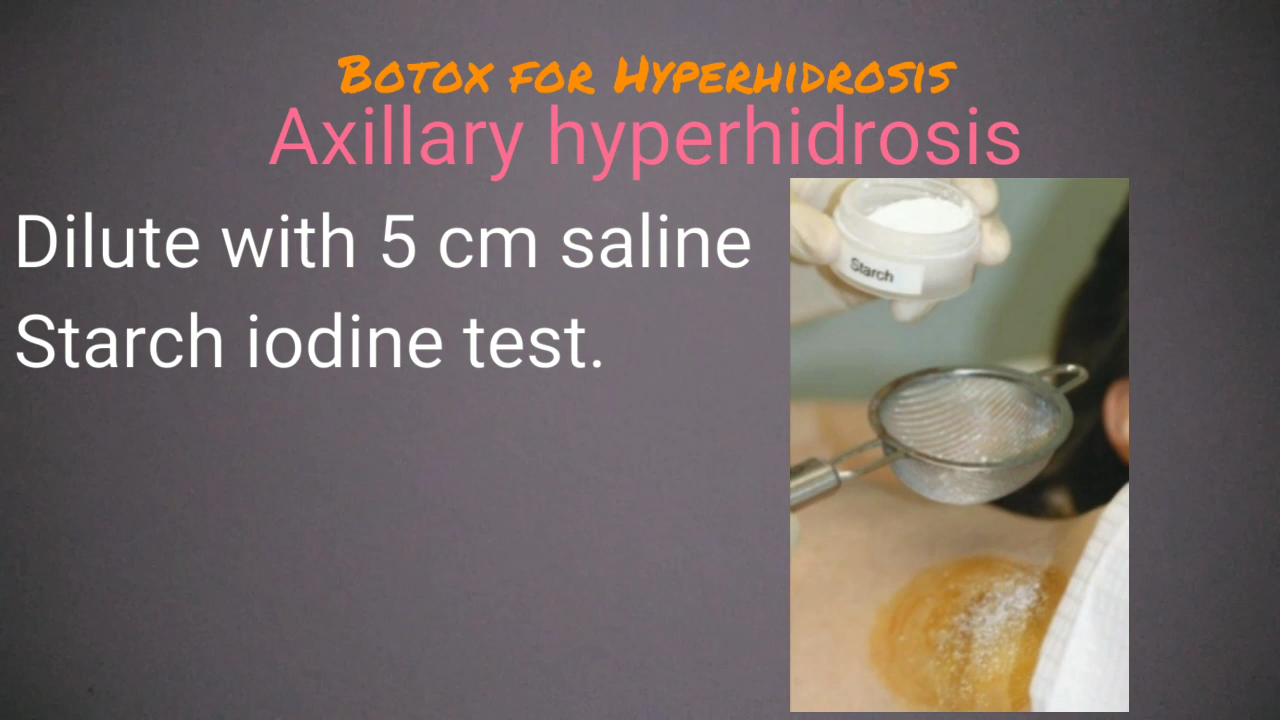 Botox for Hyperhidrosis
Axillary hyperhidrosis
Dilute with 5 cm saline
Starch iodine test.
Starch